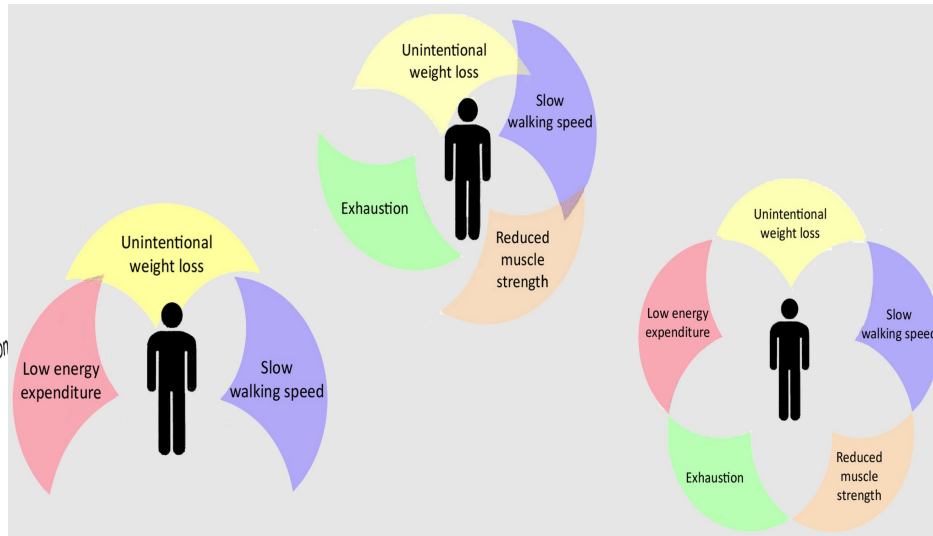 Unintentional
weight loss
Slow
walking speed
Exhaustion
Reduced
muscle
strength
Unintentional
weight loss
Low energy
expenditure
Slow
walking speed
Unintentional
weight loss
Low energy
expenditure
Slow
walking speed
Exhaustion
Reduced
muscle
strength